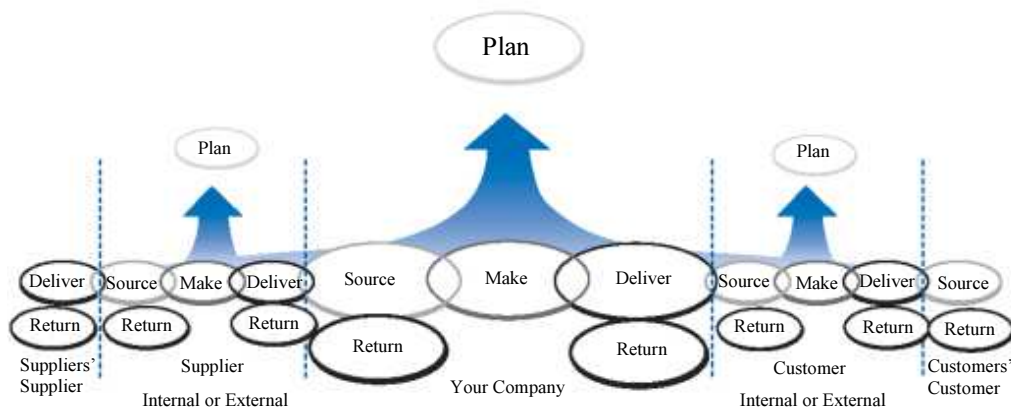 Plan
Plan
Plan
Deliver
Source
Make
Deliver
Source
Make
Deliver
Source
Make
Deliver
Source
Return
Return
Return
Return
Return
Return
Return
Return
Suppliers’
Supplier
Supplier
Internal or External
Your Company
Customer
Internal or External
Customers’
Customer